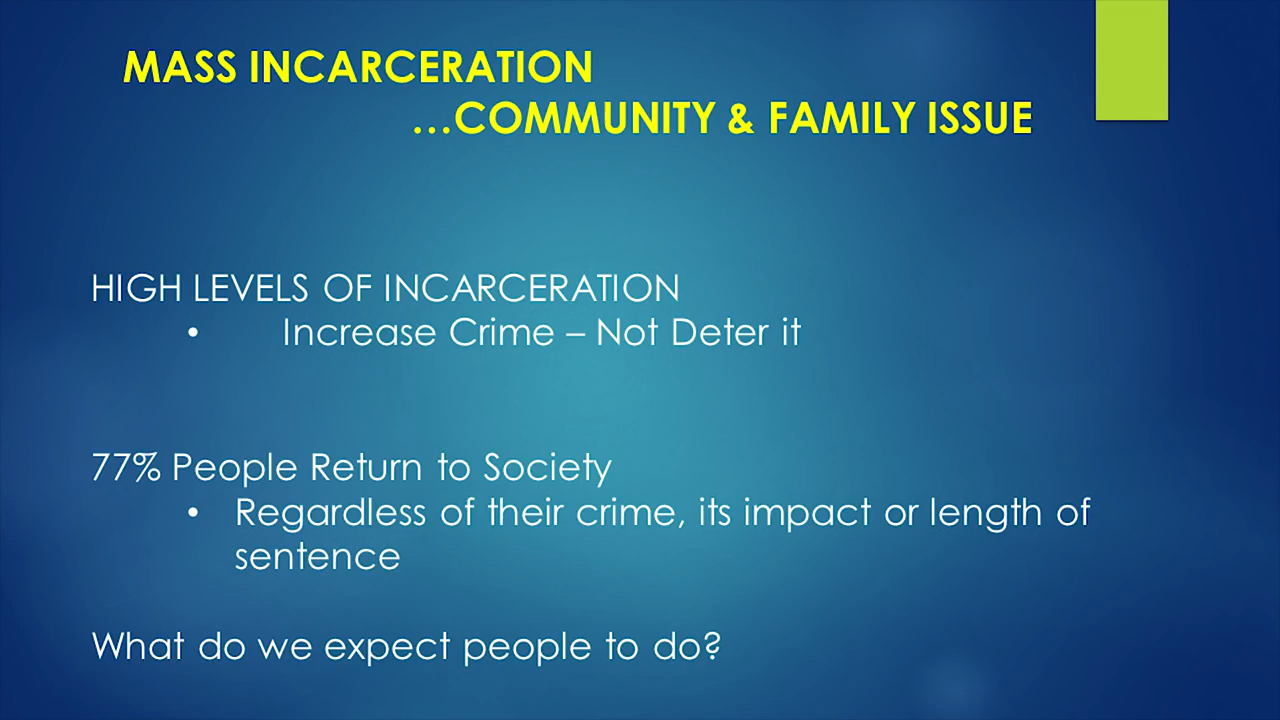 MASS INCARCERATION
…COMMUNITY & FAMILY ISSUE
HIGH LEVELS OF INCARCERATION
• Increase Crime – Not Deter it
77% People Return to Society
• Regardless of their crime, its impact or length of
sentence
What do we expect people to do?